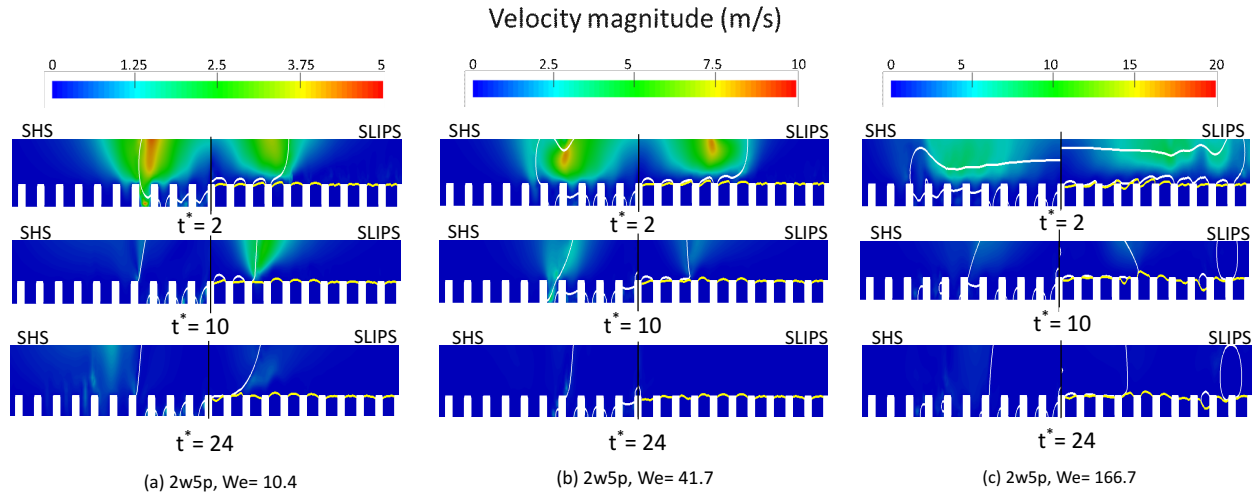 Velocity magnitude (m/s)
0 1.25 2.5 3.75 5
0 2.5 5 7.5 10
0 5 10 15 20
SHS SLIPS
SHS SLIPS
SHS SLIPS
t* = 2
t* = 2
t* = 2
SHS SLIPS
SHS SLIPS
SHS SLIPS
t* = 10
t* = 10
t* = 10
SHS SLIPS
SHS SLIPS
SHS SLIPS
t* = 24
t* = 24
t* = 24
(a) 2w5p, We= 10.4
(b) 2w5p, We= 41.7
(c) 2w5p, We= 166.7